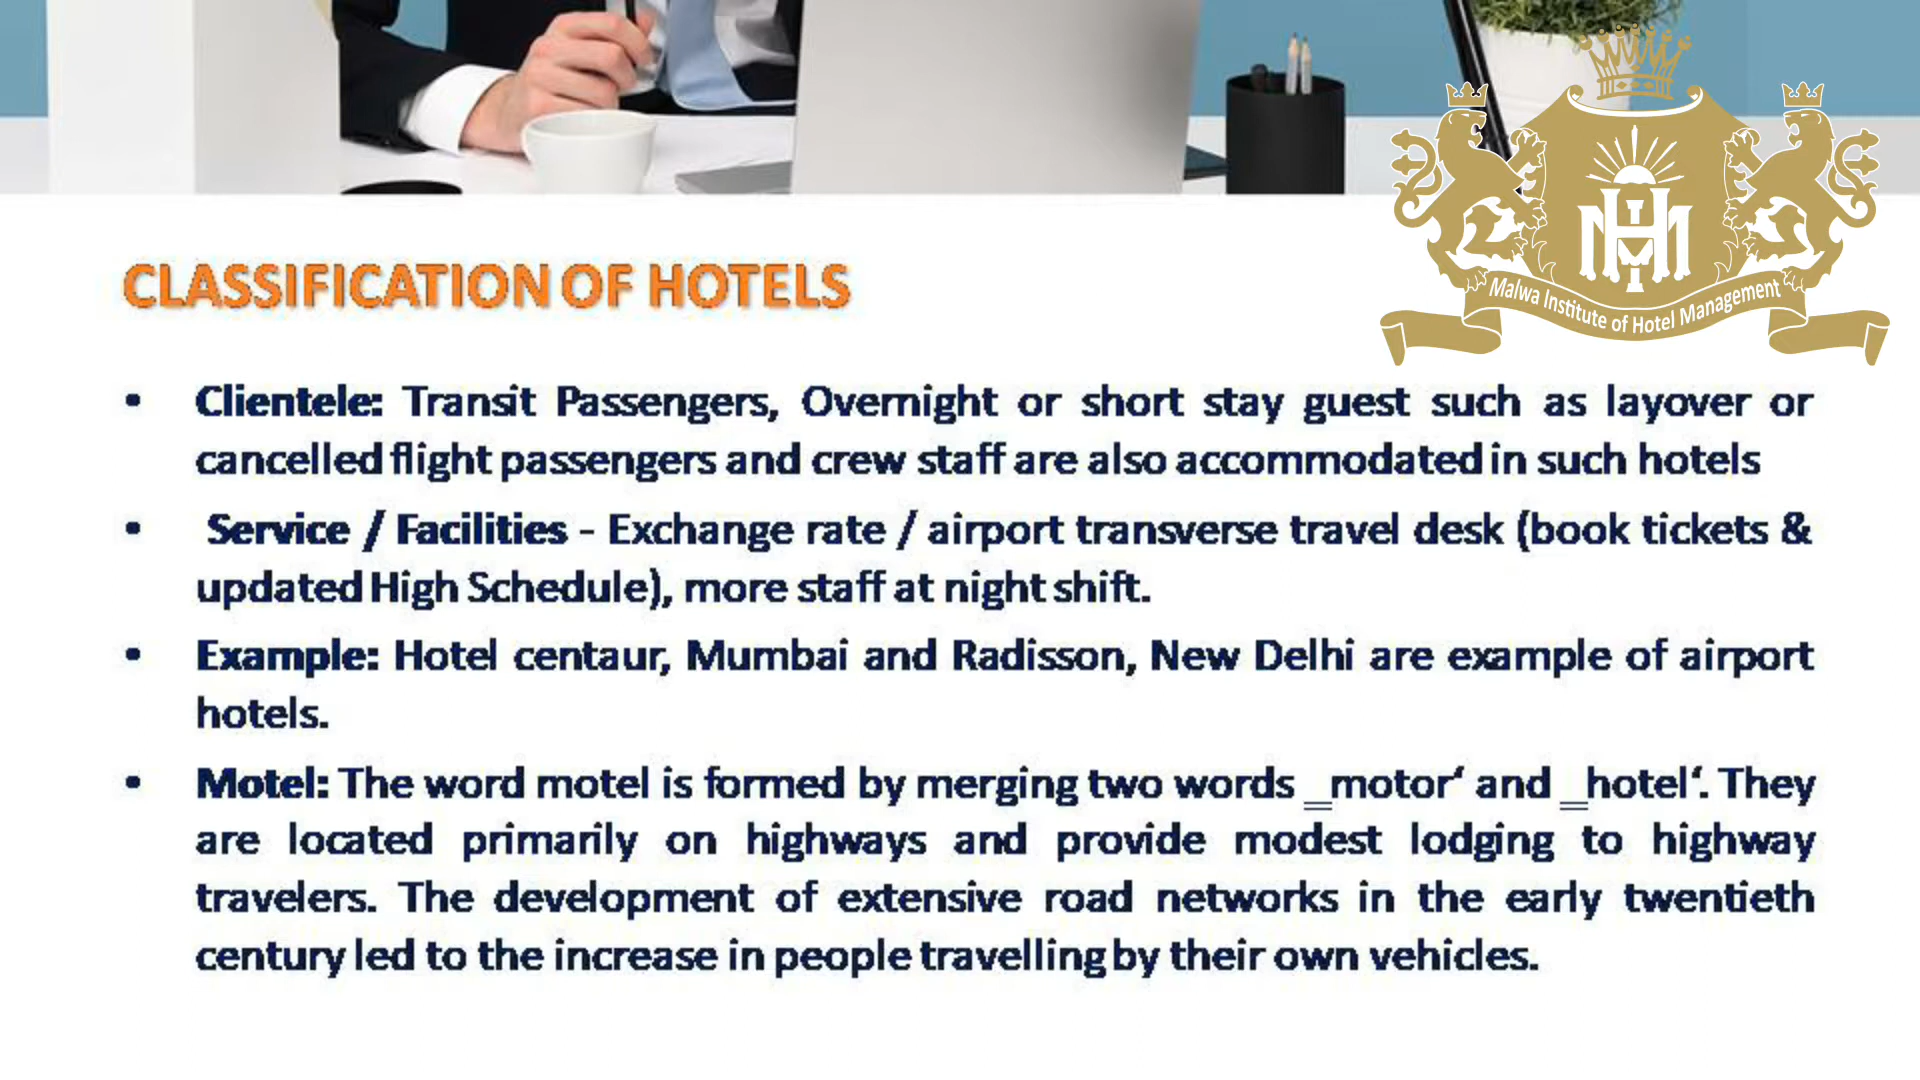 Malwa Institute of Hotel Management
CLASSIFICATION OF HOTELS
• Clientele: Transit Passengers, Overnight or short stay guest such as layover or
cancelled flight passengers and crew staff are also accommodated in such hotels
• Service / Facilities - Exchange rate / airport transverse travel desk (book tickets &
updated High Schedule), more staff at night shift.
• Example: Hotel centaur, Mumbai and Radisson, New Delhi are example of airport
hotels.
• Motel: The word motel is formed by merging two words ‗motor‘ and ‗hotel‘. They
are located primarily on highways and provide modest lodging to highway
travelers. The development of extensive road networks in the early twentieth
century led to the increase in people travelling by their own vehicles.